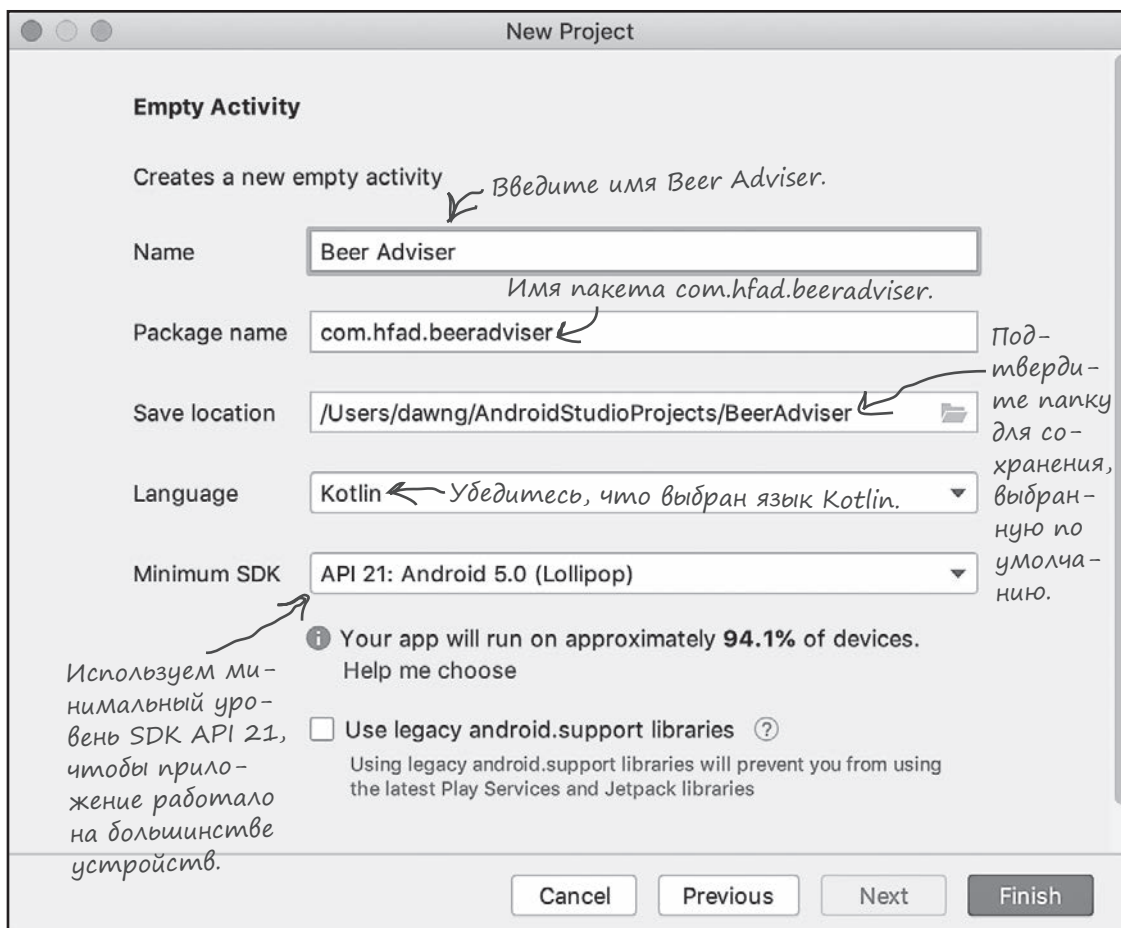 New Project
Empty Activity
Creates a new empty activity
Введите имя Beer Adviser.
Name
Beer Adviser
Имя пакета com.hfad.beeradviser.
Package name
com.hfad.beeradviser
Под-
тверди-
те папку
для со-
хранения,
выбран-
ную по
умолча-
нию.
Save location
/Users/dawng/AndroidStudioProjects/BeerAdviser
Language
Kotlin
Убедитесь, что выбран язык Kotlin.
Minimum SDK
API 21: Android 5.0 (Lollipop)
Your app will run on approximately 94.1% of devices.
Help me choose
Используем ми-
нимальный уро-
вень SDK API 21,
чтобы прило-
жение работало
на большинстве
устройств.
Use legacy android.support libraries ?
Using legacy android.support libraries will prevent you from using
the latest Play Services and Jetpack libraries
Cancel
Previous
Next
Finish